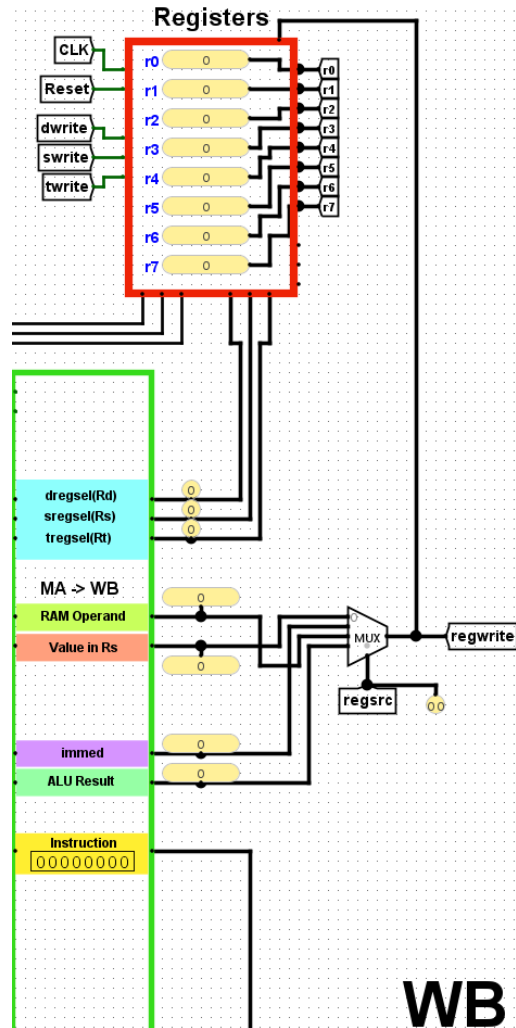 Registers
CLK
Reset
dwrite
swrite
twrite
r0 0
r1 0
r2 0
r3 0
r4 0
r5 0
r6 0
r7 0
r0
r1
r2
r3
r4
r5
r6
r7
dregsel(Rd) 0
sregsel(Rs) 0
tregsel(Rt) 0
MA -> WB
0
RAM Operand
Value in Rs
0
0
MUX
regwrite
regsrc
00
immed 0
ALU Result 0
Instruction
00000000
WB